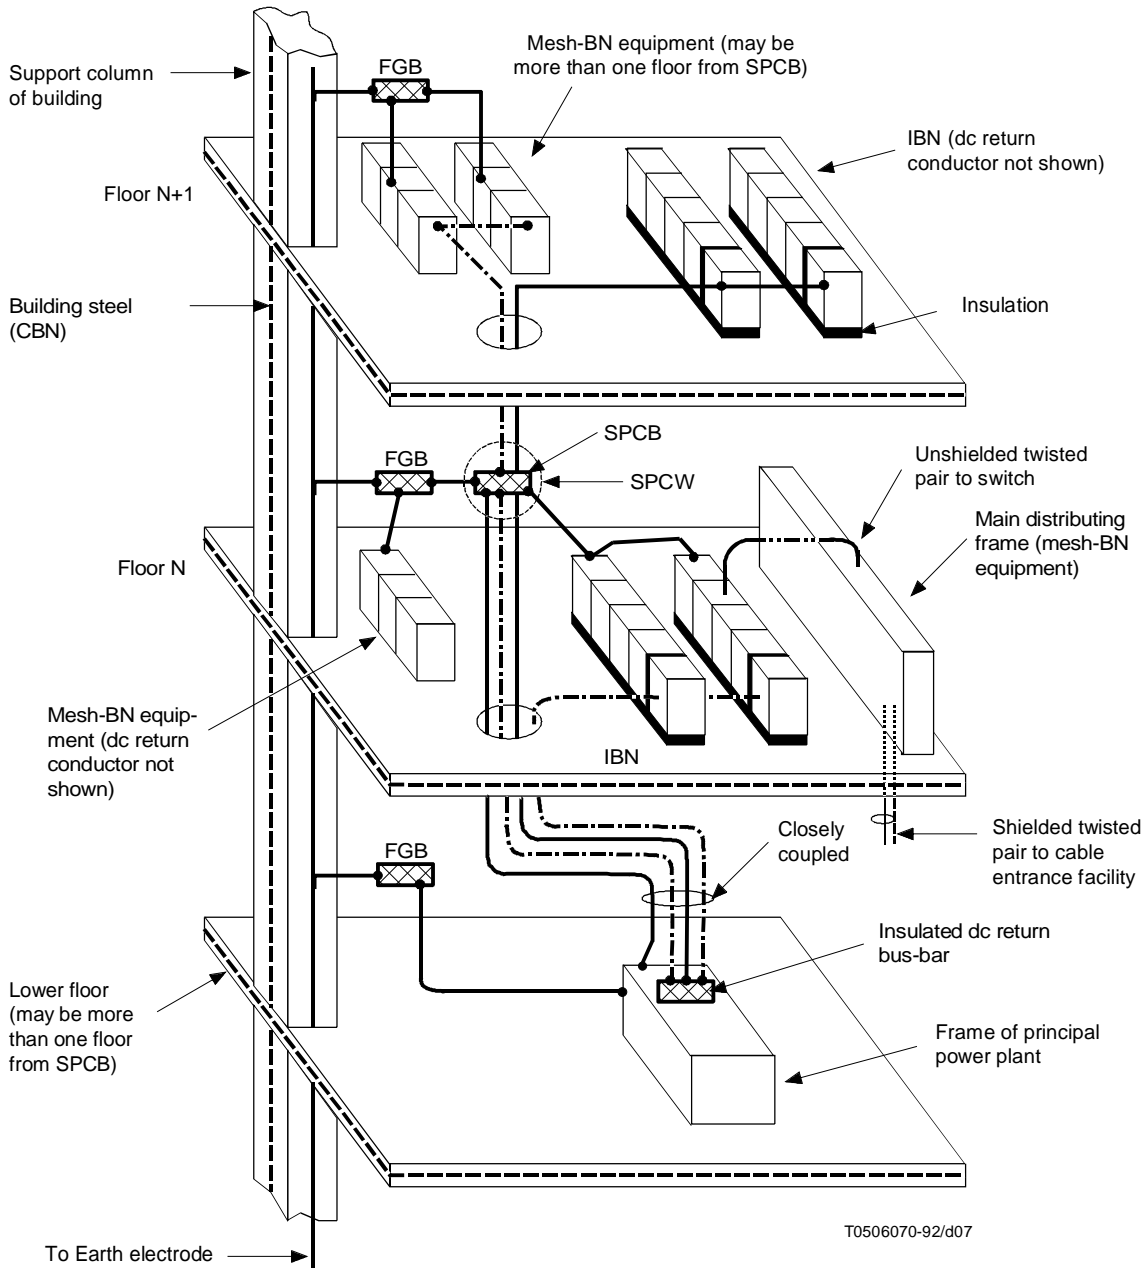 Mesh-BN equipment (may be
more than one floor from SPCB)
Support column
of building
FGB
IBN (dc return
conductor not shown)
Floor N+1
Building steel
(CBN)
Insulation
SPCB
FGB
SPCW
Unshielded twisted
pair to switch
Main distributing
frame (mesh-BN
equipment)
Floor N
Mesh-BN equip-
ment (dc return
conductor not
shown)
IBN
FGB
Closely
coupled
Shielded twisted
pair to cable
entrance facility
Insulated dc return
bus-bar
Lower floor
(may be more
than one floor
from SPCB)
Frame of principal
power plant
T0506070-92/d07
To Earth electrode